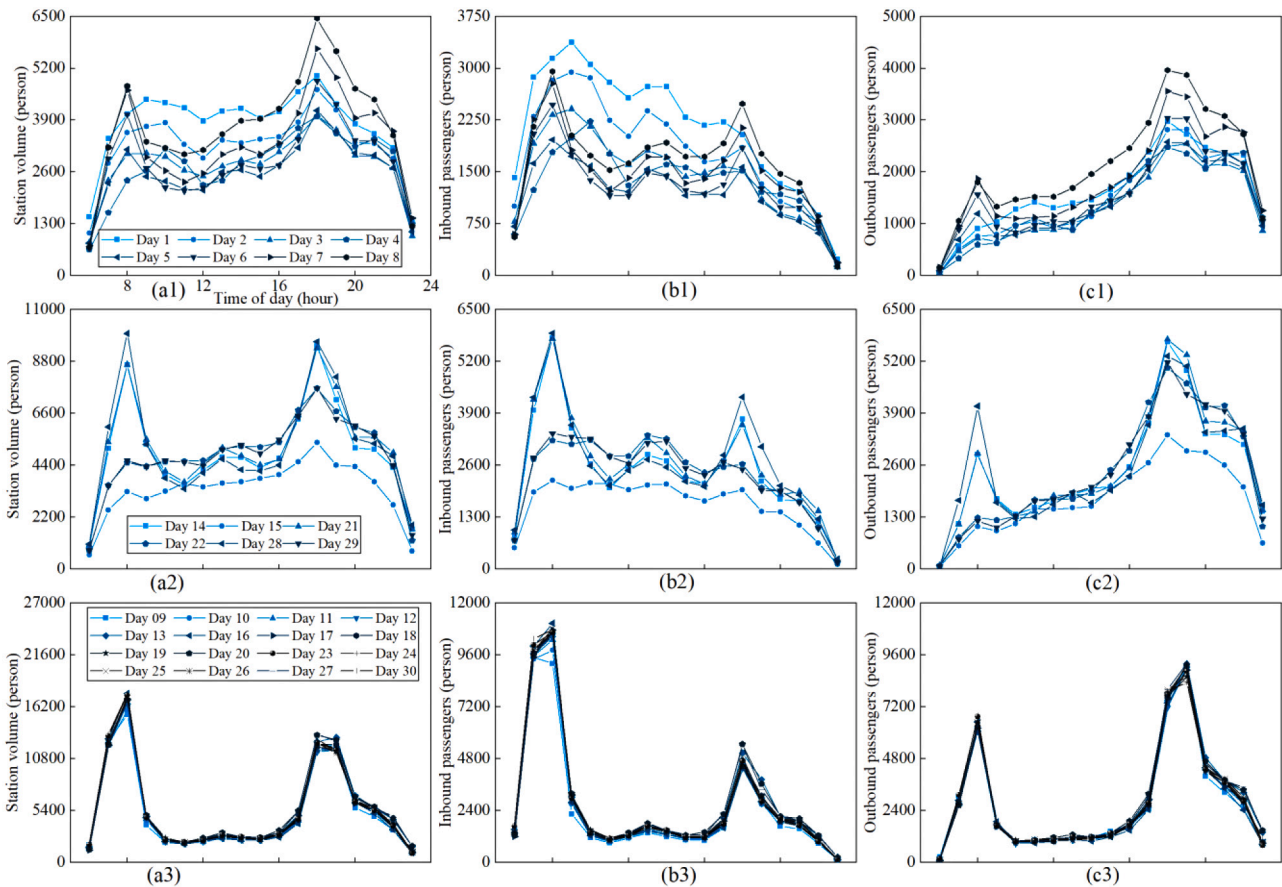 Station volume (person)
6500
5200
3900
2600
1300
0
Day 1 Day 2 Day 3 Day 4
Day 5 Day 6 Day 7 Day 8
8 12 16 20 24
Time of day (hour)
(a1)
Inbound passengers (person)
3750
3000
2250
1500
750
0
(b1)
Outbound passengers (person)
5000
4000
3000
2000
1000
0
(c1)
Station volume (person)
11000
8800
6600
4400
2200
0
Day 14 Day 15 Day 21
Day 22 Day 28 Day 29
(a2)
Inbound passengers (person)
6500
5200
3900
2600
1300
0
(b2)
Outbound passengers (person)
6500
5200
3900
2600
1300
0
(c2)
Station volume (person)
27000
21600
16200
10800
5400
0
Day 09 Day 10 Day 11 Day 12
Day 13 Day 16 Day 17 Day 18
Day 19 Day 20 Day 23 Day 24
Day 25 Day 26 Day 27 Day 30
(a3)
Inbound passengers (person)
12000
9600
7200
4800
2400
0
(b3)
Outbound passengers (person)
12000
9600
7200
4800
2400
0
(c3)